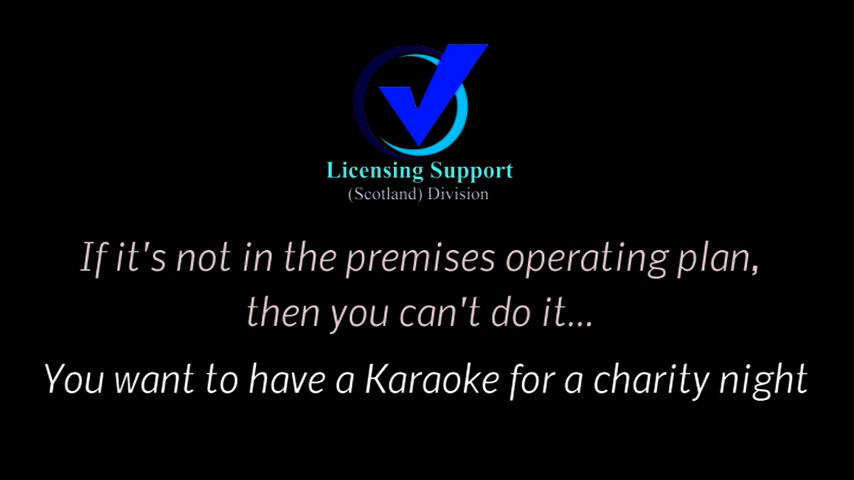 Licensing Support
(Scotland) Division
If it's not in the premises operating plan,
then you can't do it...
You want to have a Karaoke for a charity night